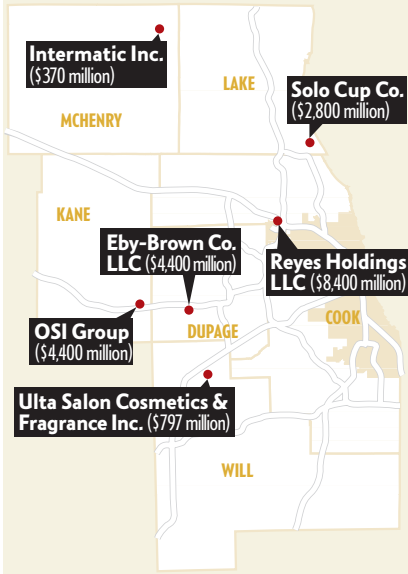 Intermatic Inc.
($370 million)
LAKE
Solo Cup Co.
($2,800 million)
MCHENRY
KANE
Eby-Brown Co.
LLC ($4,400 million)
Reyes Holdings
LLC ($8,400 million)
COOK
OSI Group
($4,400 million)
DUPAGE
Ulta Salon Cosmetics &
Fragrance Inc. ($797 million)
WILL